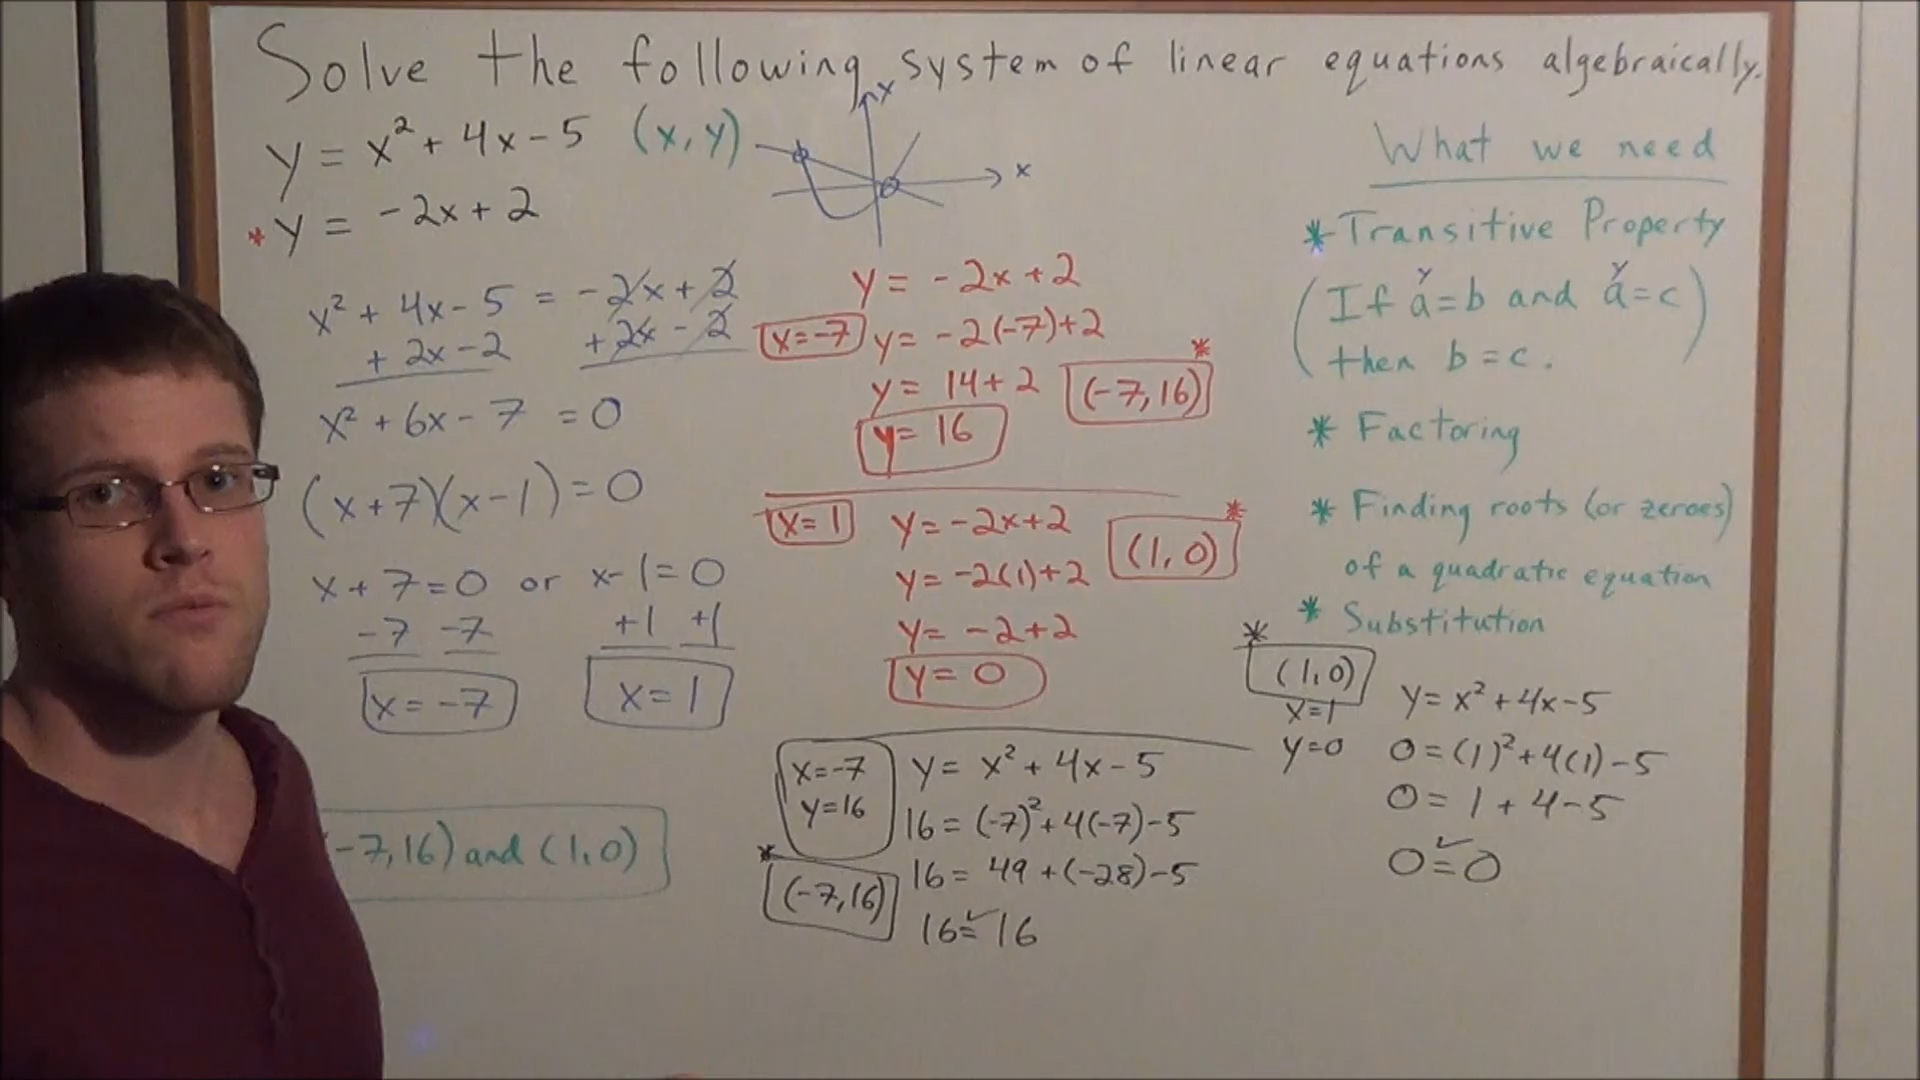 Solve the following system of linear equations algebraically.
y = x² + 4x - 5 (x, y)
* y = -2x + 2
x
x
x² + 4x - 5 = -2x + 2
+ 2x - 2 + 2x - 2
x² + 6x - 7 = 0
(x+7)(x-1) = 0
x + 7 = 0 or x - 1 = 0
-7 -7 +1 +1
x = -7 x = 1
-7, 16) and (1, 0)
y = -2x + 2
x = -7 y = -2(-7) + 2
y = 14 + 2 (-7, 16) *
y = 16
x = 1 y = -2x + 2 (1, 0) *
y = -2(1) + 2
y = -2 + 2
y = 0
x = -7 y = x² + 4x - 5
y = 16 16 = (-7)² + 4(-7) - 5
* (-7, 16) 16 = 49 + (-28) - 5
16 = 16 ✓
What we need
* Transitive Property
y y
(If a = b and a = c
then b = c.)
* Factoring
* Finding roots (or zeroes)
of a quadratic equation
* Substitution
* (1, 0)
x = 1 y = x² + 4x - 5
y = 0 0 = (1)² + 4(1) - 5
0 = 1 + 4 - 5
0 = 0 ✓